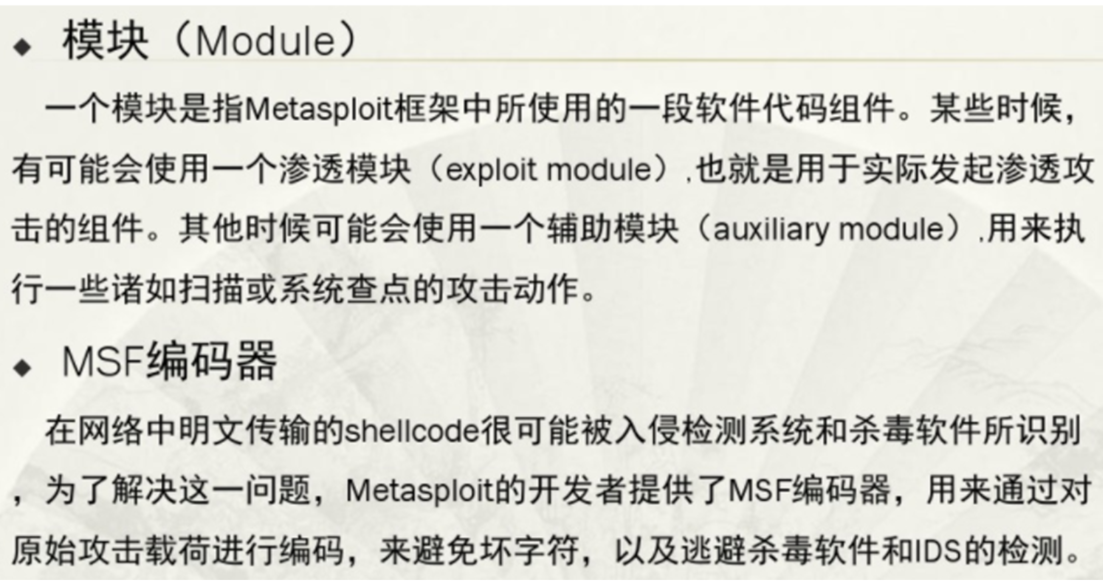 ◆ 模块（Module）
一个模块是指Metasploit框架中所使用的一段软件代码组件。某些时候，
有可能会使用一个渗透模块（exploit module）,也就是用于实际发起渗透攻
击的组件。其他时候可能会使用一个辅助模块（auxiliary module）,用来执
行一些诸如扫描或系统查点的攻击动作。
◆ MSF编码器
在网络中明文传输的shellcode很可能被入侵检测系统和杀毒软件所识别
，为了解决这一问题，Metasploit的开发者提供了MSF编码器，用来通过对
原始攻击载荷进行编码，来避免坏字符，以及逃避杀毒软件和IDS的检测。